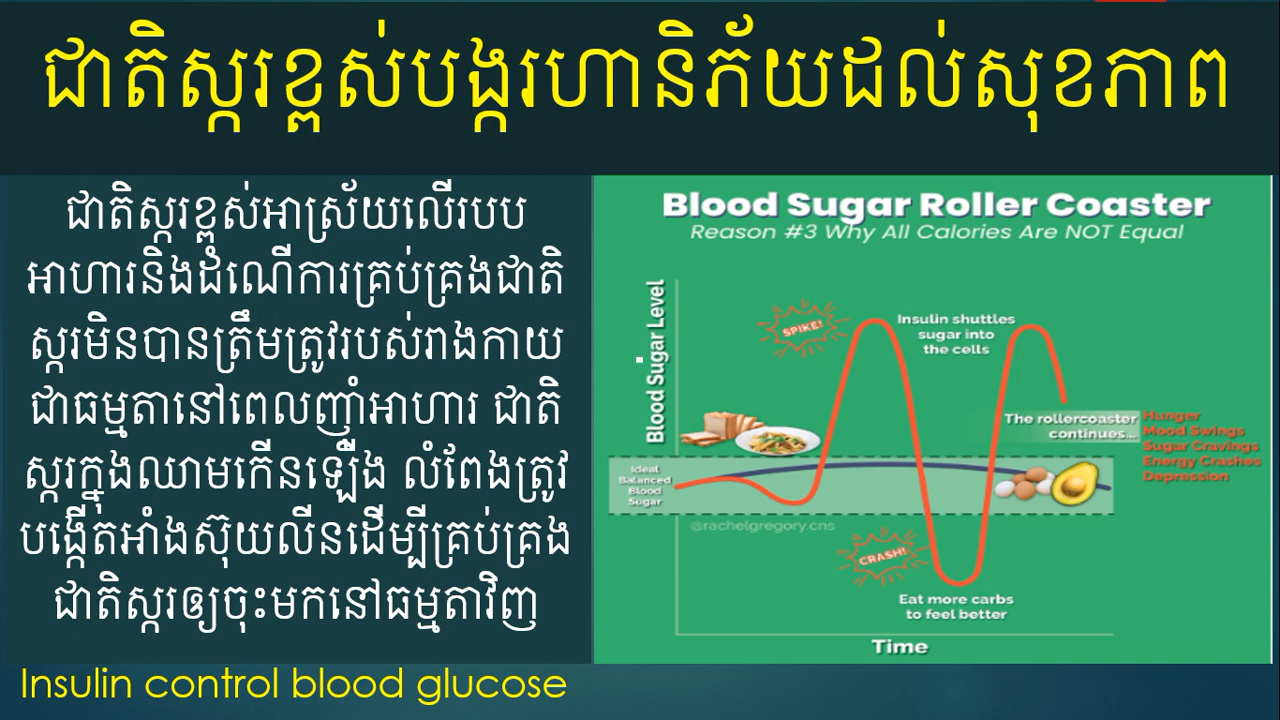 ជាតិស្ករខ្ពស់បង្ករហានិភ័យដល់សុខភាព
ជាតិស្ករខ្ពស់អាស្រ័យលើរបប
អាហារនិងដំណើការគ្រប់គ្រងជាតិ
ស្ករមិនបានត្រឹមត្រូវរបស់រាងកាយ
ជាធម្មតានៅពេលញ៉ាំអាហារ ជាតិ
ស្ករក្នុងឈាមកើនឡើង លំពែងត្រូវ
បង្កើតអាំងស៊ុយលីនដើម្បីគ្រប់គ្រង
ជាតិស្ករឲ្យចុះមកនៅធម្មតាវិញ
Insulin control blood glucose
Blood Sugar Roller Coaster
Reason #3 Why All Calories Are NOT Equal
Blood Sugar Level
SPIKE!
Insulin shuttles
sugar into
the cells
The rollercoaster
continues...
Hunger
Mood Swings
Sugar Cravings
Energy Crashes
Depression
Ideal
Balanced
Blood
Sugar
@rachelgregory.cns
CRASH!
Eat more carbs
to feel better
Time